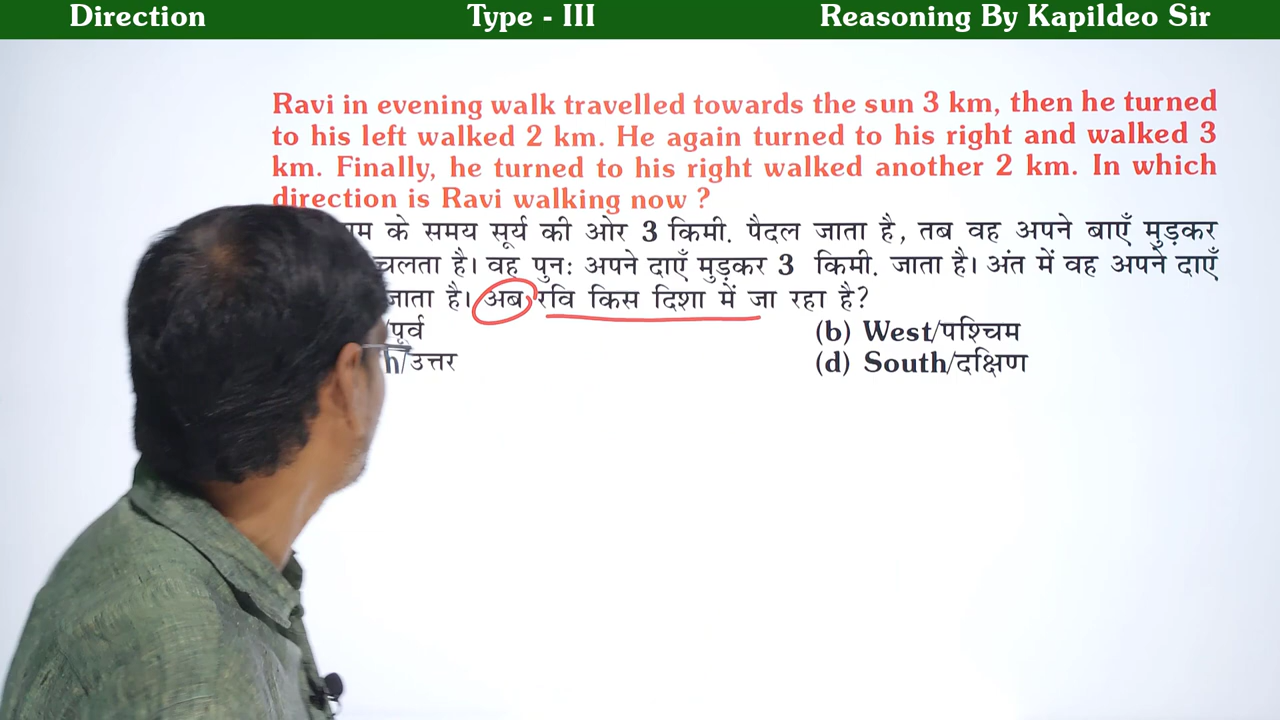 Direction Type - III Reasoning By Kapildeo Sir
Ravi in evening walk travelled towards the sun 3 km, then he turned
to his left walked 2 km. He again turned to his right and walked 3
km. Finally, he turned to his right walked another 2 km. In which
direction is Ravi walking now ?
के समय सूर्य की ओर 3 किमी. पैदल जाता है, तब वह अपने बाएँ मुड़कर
चलता है। वह पुनः अपने दाएँ मुड़कर 3 किमी. जाता है। अंत में वह अपने दाएँ
जाता है। अब रवि किस दिशा में जा रहा है?
/पूर्व (b) West/पश्चिम
/उत्तर (d) South/दक्षिण